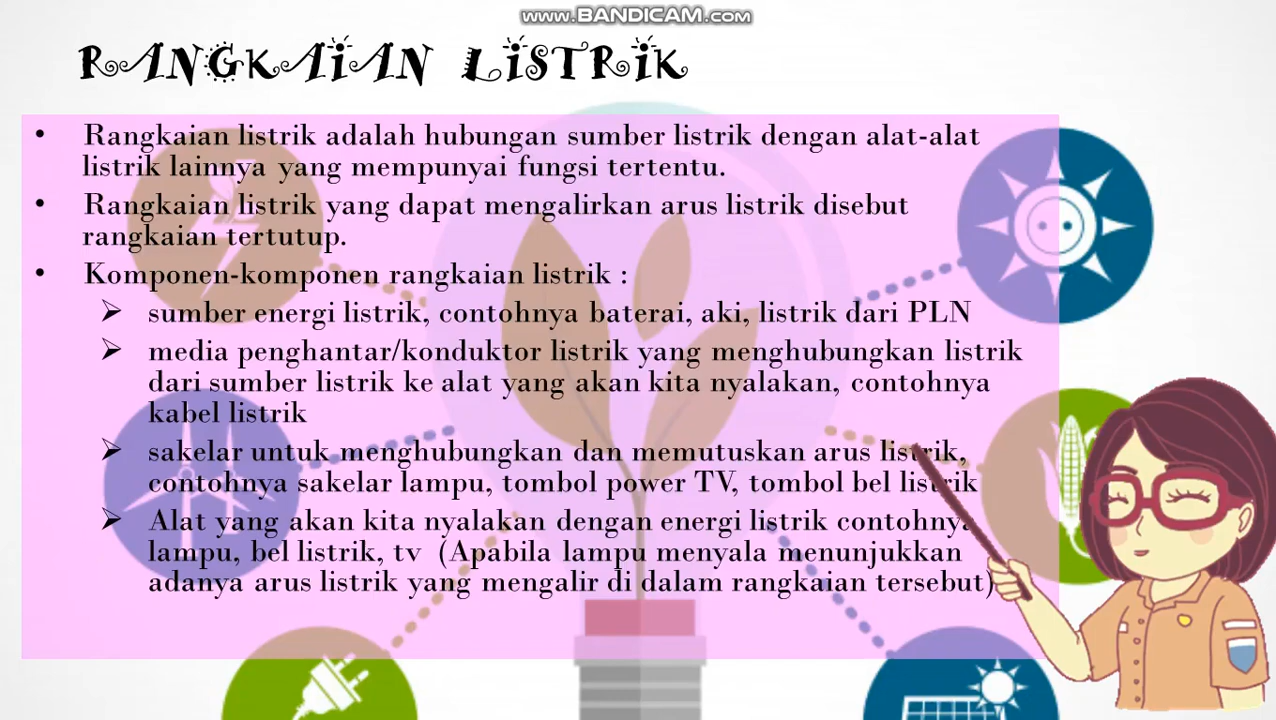 www.BANDICAM.com
RANGKAIAN LISTRIK
• Rangkaian listrik adalah hubungan sumber listrik dengan alat-alat
listrik lainnya yang mempunyai fungsi tertentu.
• Rangkaian listrik yang dapat mengalirkan arus listrik disebut
rangkaian tertutup.
• Komponen-komponen rangkaian listrik :
➢ sumber energi listrik, contohnya baterai, aki, listrik dari PLN
➢ media penghantar/konduktor listrik yang menghubungkan listrik
dari sumber listrik ke alat yang akan kita nyalakan, contohnya
kabel listrik
➢ sakelar untuk menghubungkan dan memutuskan arus listrik,
contohnya sakelar lampu, tombol power TV, tombol bel listrik
➢ Alat yang akan kita nyalakan dengan energi listrik contohnya
lampu, bel listrik, tv (Apabila lampu menyala menunjukkan
adanya arus listrik yang mengalir di dalam rangkaian tersebut)